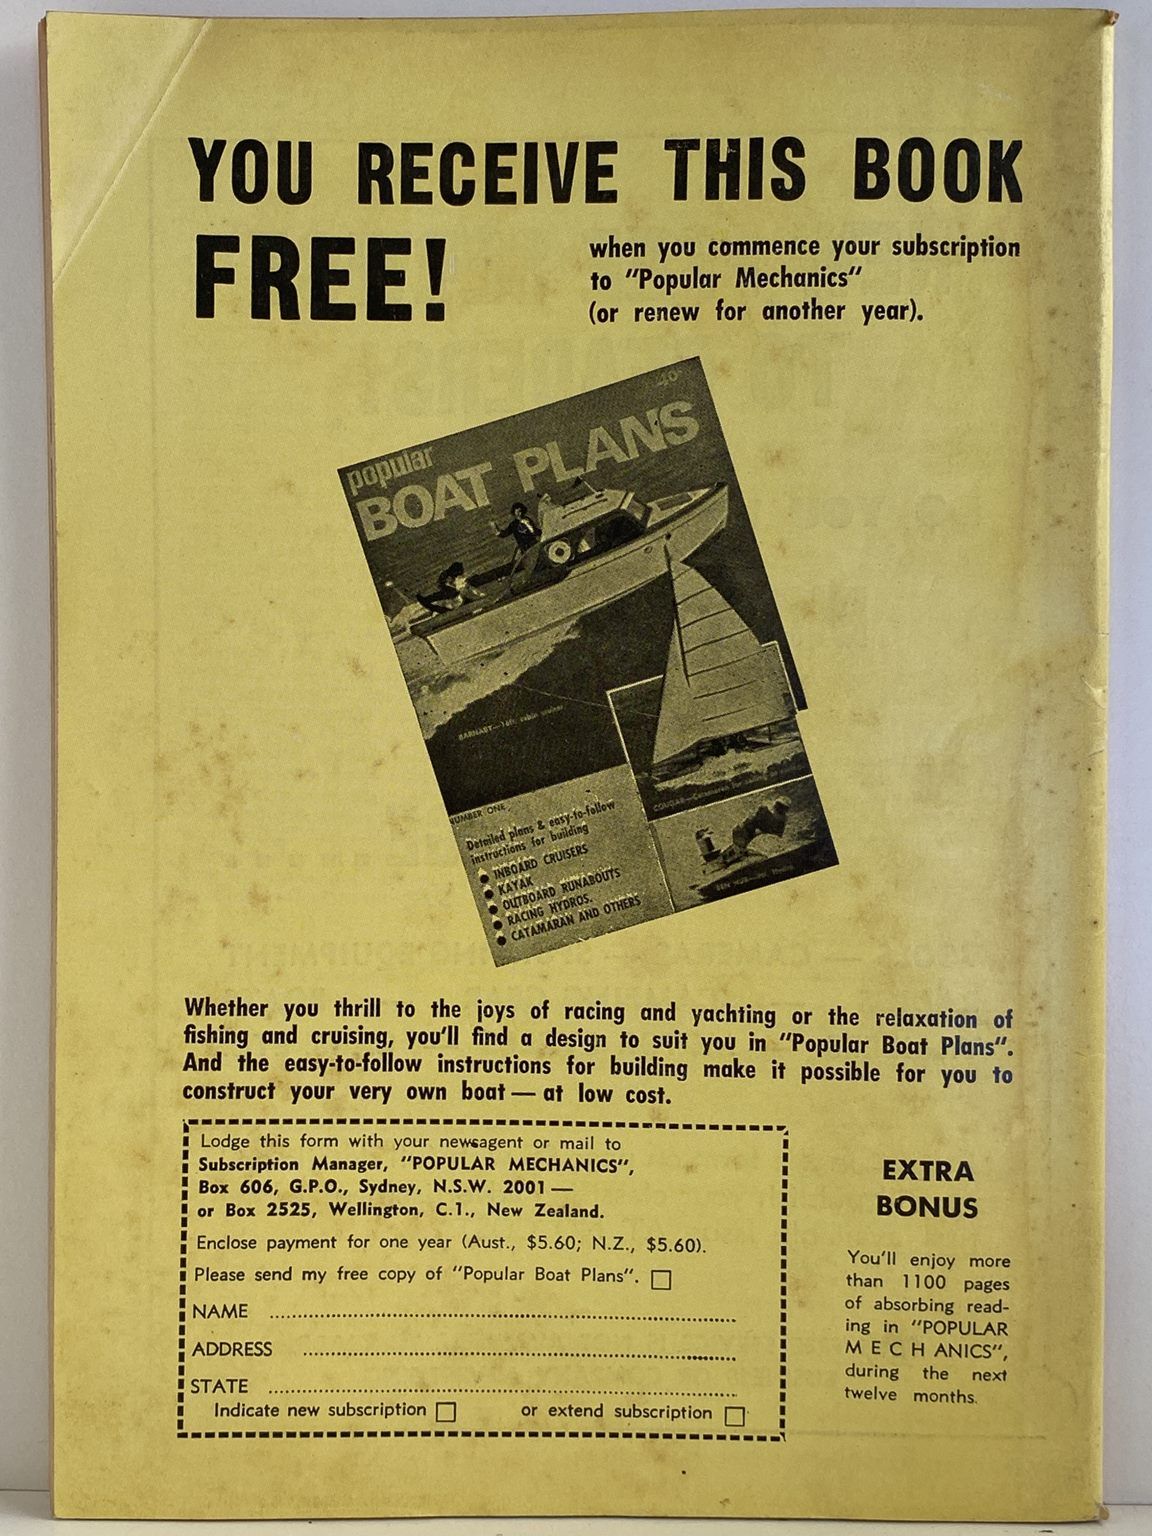 YOU RECEIVE THIS BOOK
FREE!
when you commence your subscription
to "Popular Mechanics"
(or renew for another year).
40c
popular
BOAT PLANS
BARNABY—16ft. cabin cruiser
NUMBER ONE
Detailed plans & easy-to-follow
instructions for building
● INBOARD CRUISERS
● KAYAK
● OUTBOARD RUNABOUTS
● RACING HYDROS.
● CATAMARAN AND OTHERS
COUGAR—Catamaran
Whether you thrill to the joys of racing and yachting or the relaxation of
fishing and cruising, you'll find a design to suit you in "Popular Boat Plans".
And the easy-to-follow instructions for building make it possible for you to
construct your very own boat — at low cost.
Lodge this form with your newsagent or mail to
Subscription Manager, "POPULAR MECHANICS",
Box 606, G.P.O., Sydney, N.S.W. 2001 —
or Box 2525, Wellington, C.1., New Zealand.
Enclose payment for one year (Aust., $5.60; N.Z., $5.60).
Please send my free copy of "Popular Boat Plans". □
NAME ..............................
ADDRESS ..............................
STATE ..............................
Indicate new subscription □ or extend subscription □
EXTRA
BONUS
You'll enjoy more
than 1100 pages
of absorbing read-
ing in "POPULAR
M E C H ANICS",
during the next
twelve months.